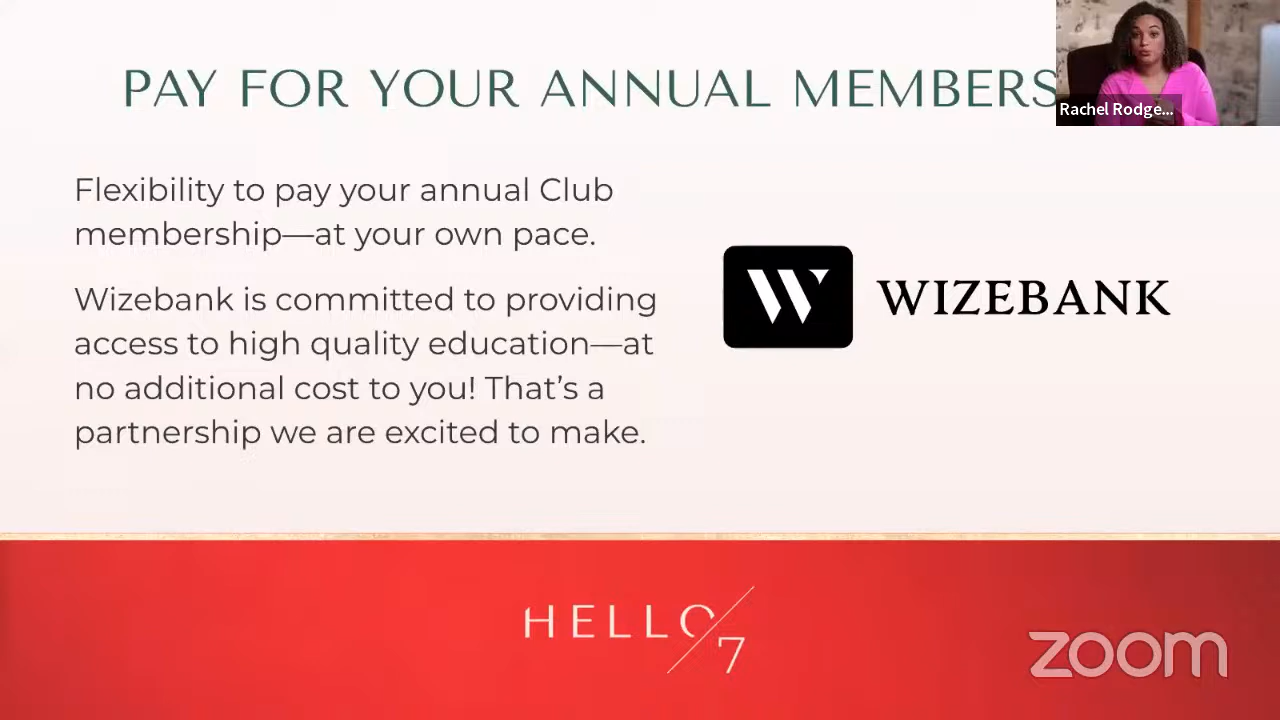 PAY FOR YOUR ANNUAL MEMBERS
Rachel Rodge...
Flexibility to pay your annual Club
membership—at your own pace.
Wizebank is committed to providing
access to high quality education—at
no additional cost to you! That’s a
partnership we are excited to make.
W WIZEBANK
HELLO
7
zoom